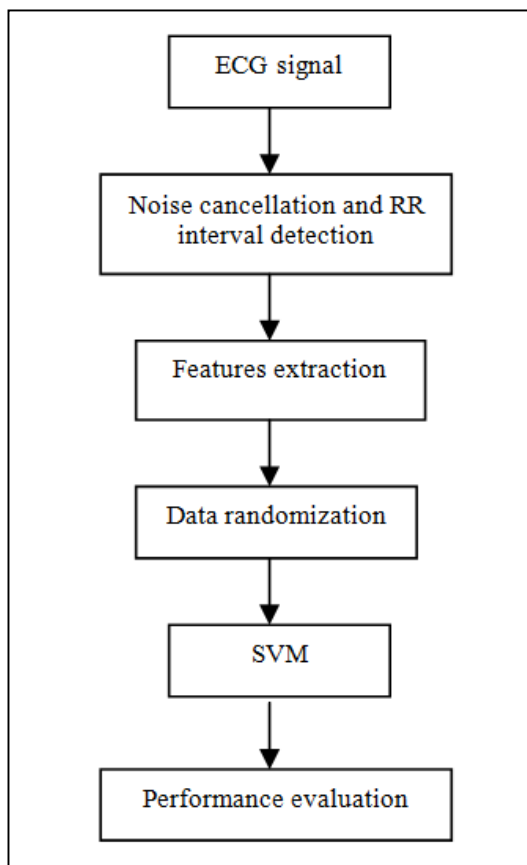 ECG signal
Noise cancellation and RR
interval detection
Features extraction
Data randomization
SVM
Performance evaluation